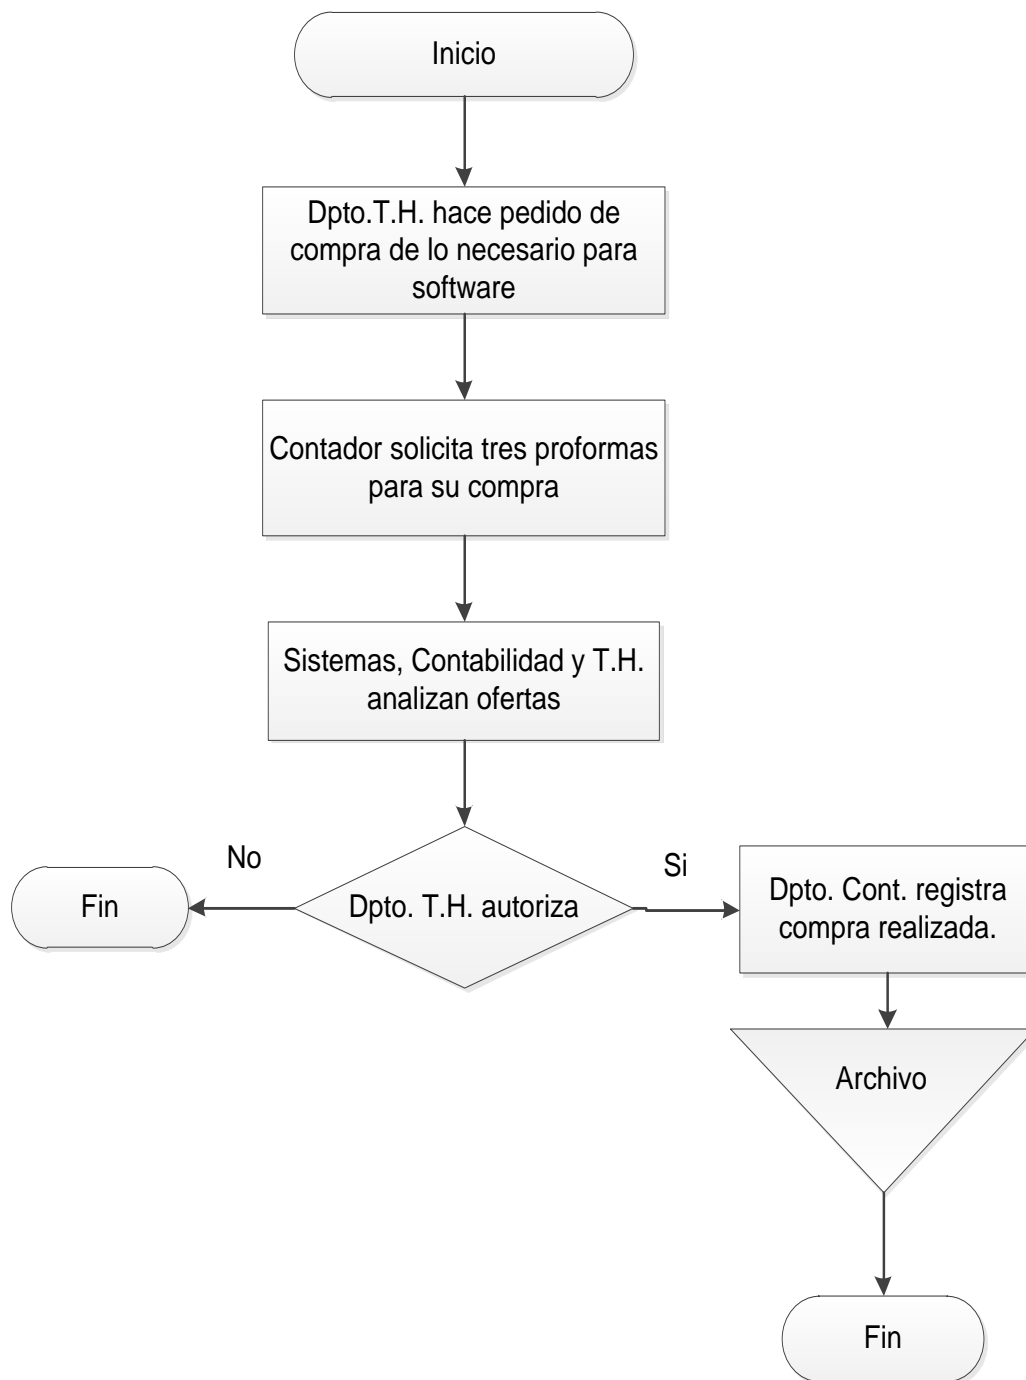 Inicio
Dpto.T.H. hace pedido de
compra de lo necesario para
software
Contador solicita tres proformas
para su compra
Sistemas, Contabilidad y T.H.
analizan ofertas
No
Si
Fin
Dpto. T.H. autoriza
Dpto. Cont. registra
compra realizada.
Archivo
Fin